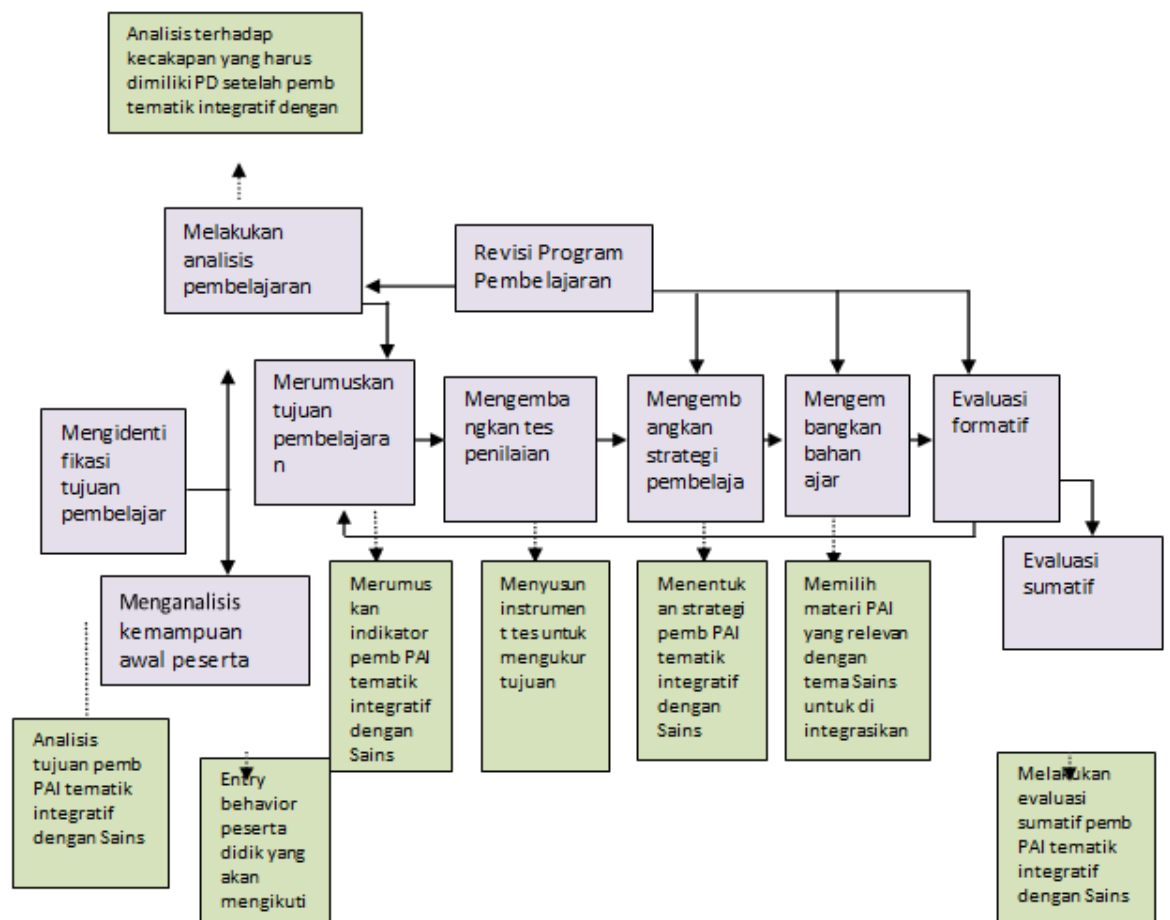 Analisis terhadap
kecakapan yang harus
dimiliki PD setelah pemb
tematik integratif dengan
Melakukan
analisis
pembelajaran
Revisi Program
Pembelajaran
Mengidenti
fikasi
tujuan
pembelajar
Merumuskan
tujuan
pembelajara
n
Mengemba
ngkan tes
penilaian
Mengemb
angkan
strategi
pembelaja
Mengem
bangkan
bahan
ajar
Evaluasi
formatif
Menganalisis
kemampuan
awal peserta
Evaluasi
sumatif
Merumus
kan
indikator
pemb PAI
tematik
integratif
dengan
Sains
Menyusun
instrumen
t tes untuk
mengukur
tujuan
Menentuk
an strategi
pemb PAI
tematik
integratif
dengan
Sains
Memilih
materi PAI
yang relevan
dengan
tema Sains
untuk di
integrasikan
Analisis
tujuan pemb
PAI tematik
integratif
dengan Sains
Entry
behavior
peserta
didik yang
akan
mengikuti
Melakukan
evaluasi
sumatif pemb
PAI tematik
integratif
dengan Sains